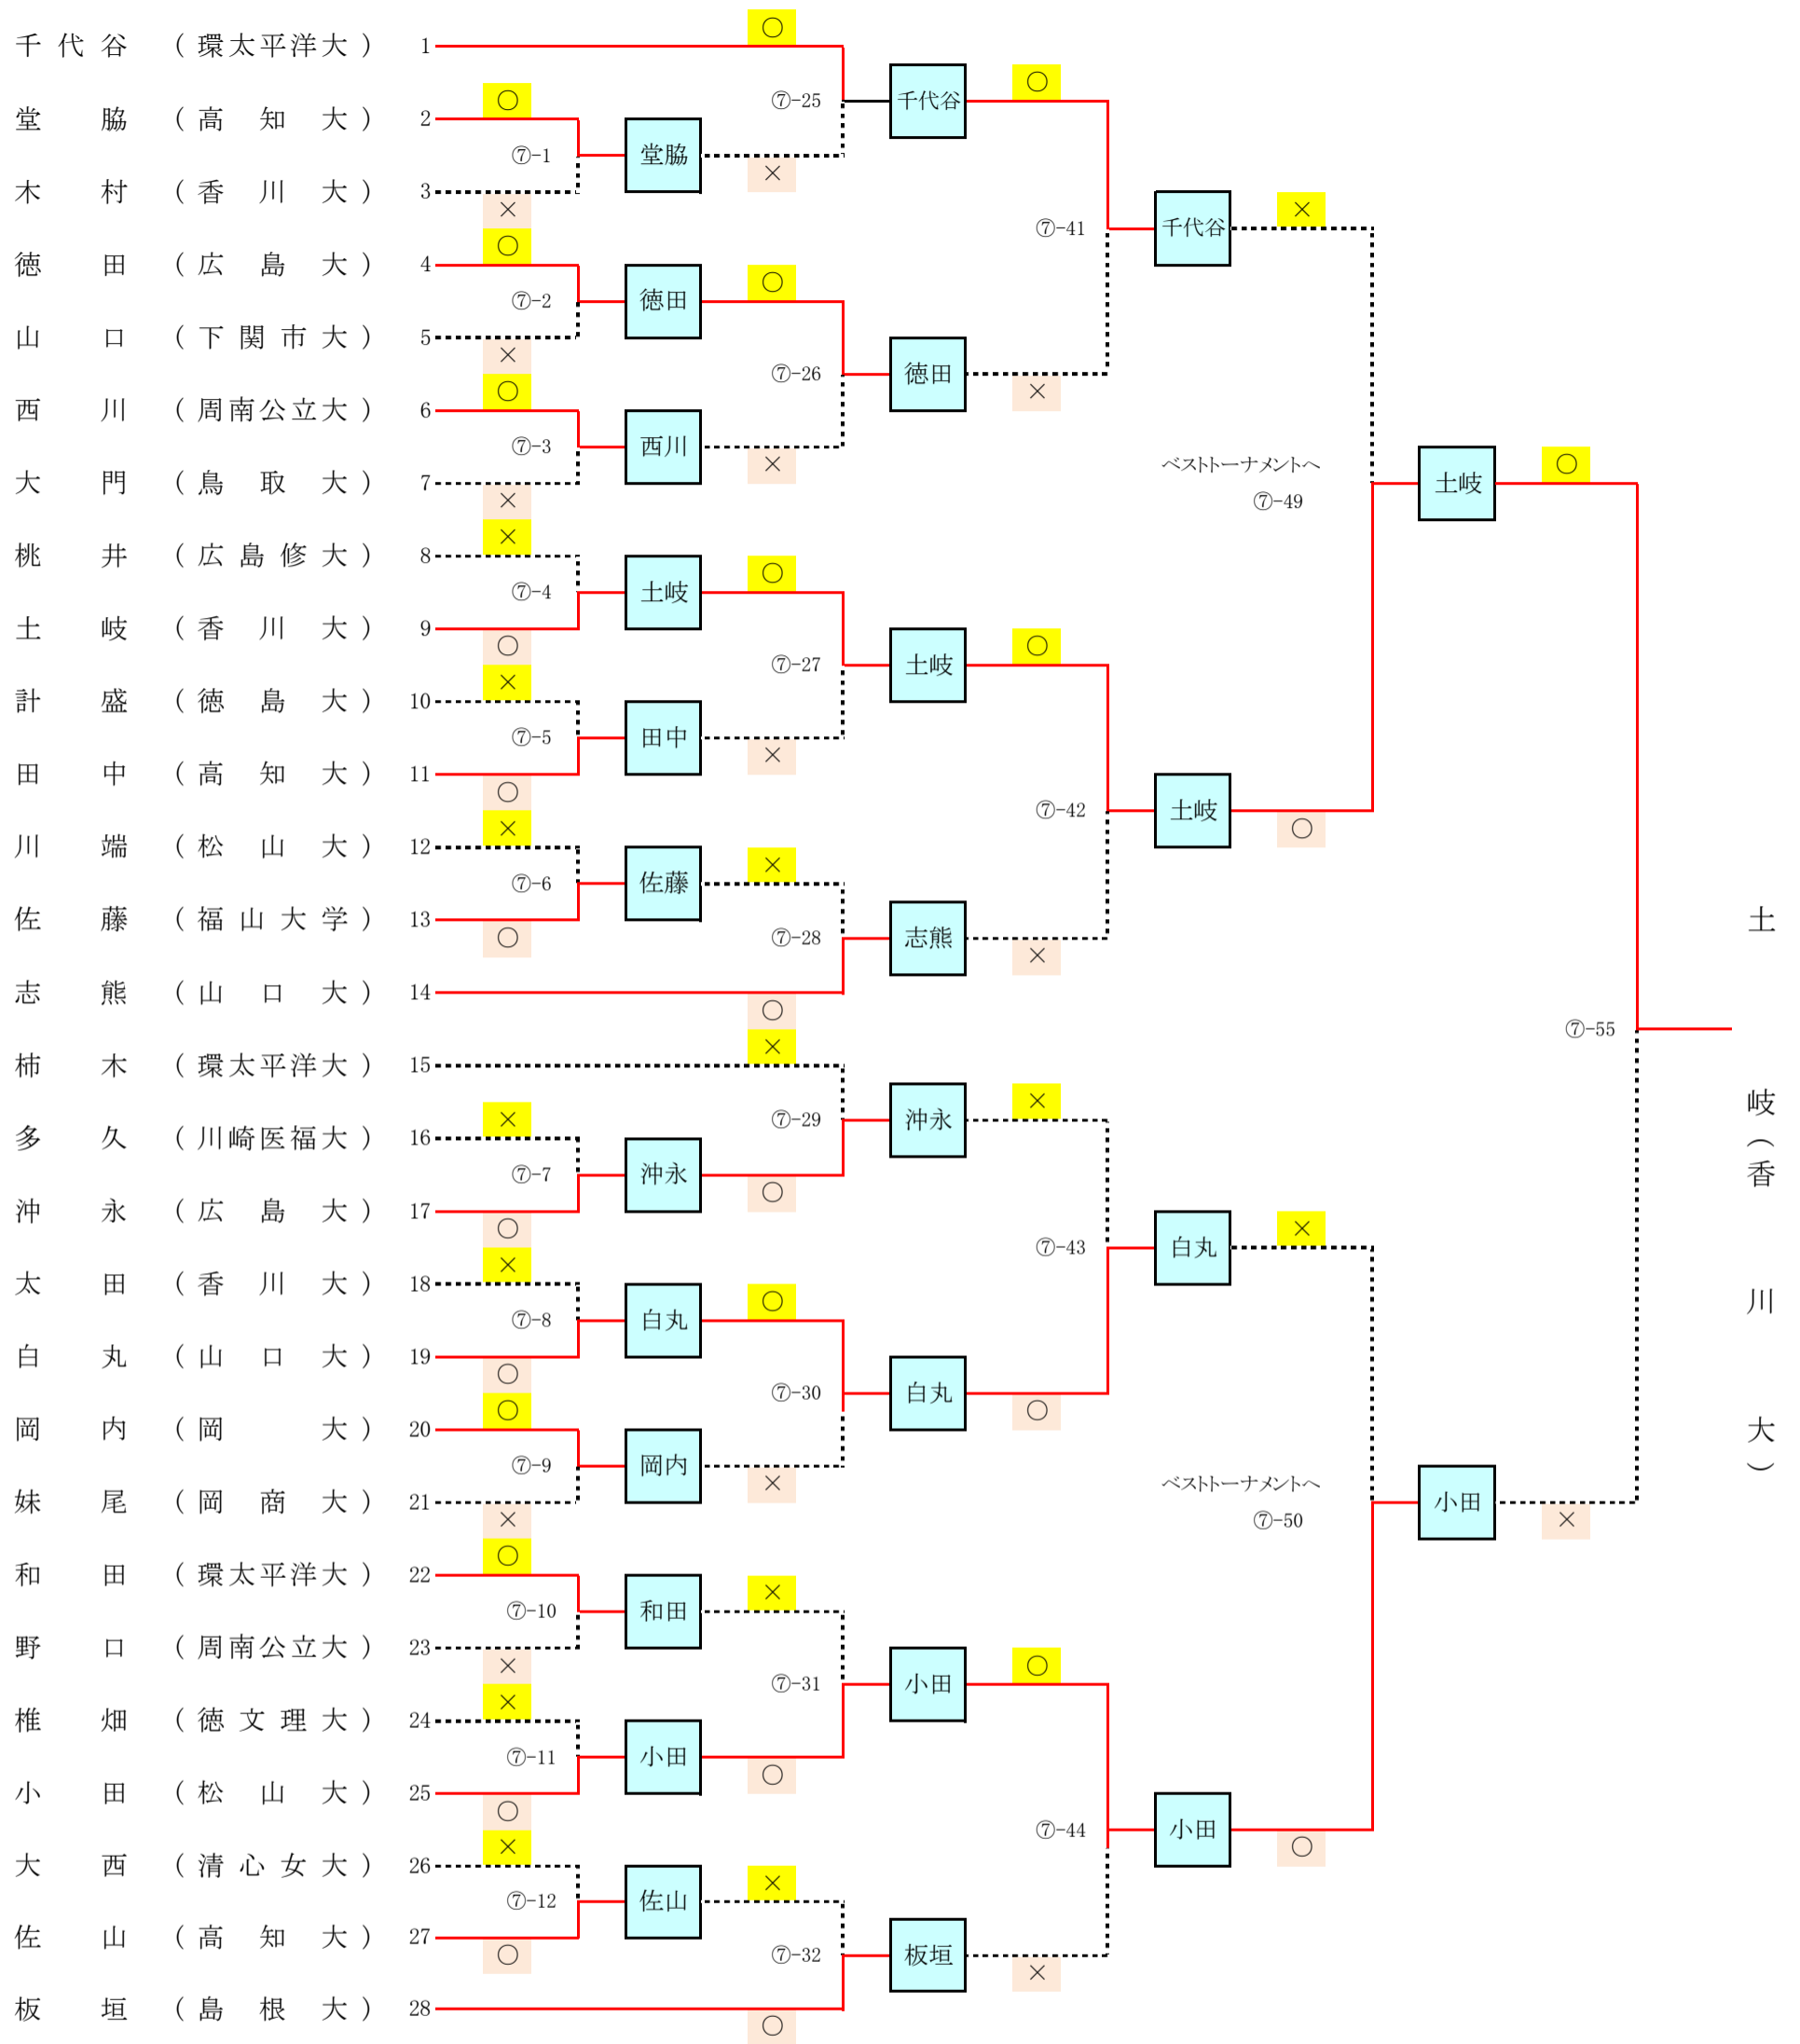 千代谷 (環太平洋大) 1 ○
⑦-25 千代谷 ○
堂脇 (高知大) 2 ○
⑦-1 堂脇 ×
木村 (香川大) 3 ×
⑦-41 千代谷 ×
徳田 (広島大) 4 ○
⑦-2 徳田 ○
山口 (下関市大) 5 ×
⑦-26 徳田 ×
西川 (周南公立大) 6 ○
⑦-3 西川 ×
大門 (鳥取大) 7 ×
ベストトーナメントへ
⑦-49 土岐 ○
桃井 (広島修大) 8 ×
⑦-4 土岐 ○
土岐 (香川大) 9 ○
⑦-27 土岐 ○
計盛 (徳島大) 10 ×
⑦-5 田中 ×
田中 (高知大) 11 ○
⑦-42 土岐 ○
川端 (松山大) 12 ×
⑦-6 佐藤 ×
佐藤 (福山大学) 13 ○
⑦-28 志熊 ×
志熊 (山口大) 14 ○
⑦-55
土岐(香川大)
柿木 (環太平洋大) 15 ×
⑦-29 沖永 ×
多久 (川崎医福大) 16 ×
⑦-7 沖永 ○
沖永 (広島大) 17 ○
⑦-43 白丸 ×
太田 (香川大) 18 ×
⑦-8 白丸 ○
白丸 (山口大) 19 ○
⑦-30 白丸 ○
岡内 (岡大) 20 ○
⑦-9 岡内 ×
妹尾 (岡商大) 21 ×
ベストトーナメントへ
⑦-50 小田 ×
和田 (環太平洋大) 22 ○
⑦-10 和田 ×
野口 (周南公立大) 23 ×
⑦-31 小田 ○
椎畑 (徳文理大) 24 ×
⑦-11 小田 ○
小田 (松山大) 25 ○
⑦-44 小田 ○
大西 (清心女大) 26 ×
⑦-12 佐山 ×
佐山 (高知大) 27 ○
⑦-32 板垣 ×
板垣 (島根大) 28 ○